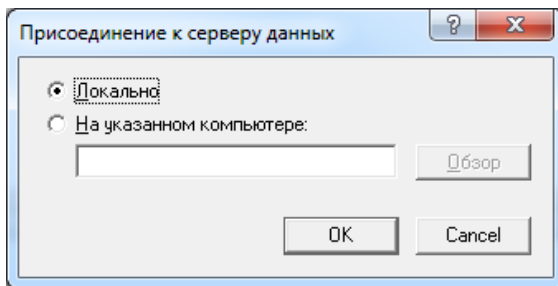 Присоединение к серверу данных
Локально
На указанном компьютере:
Обзор
OK
Cancel